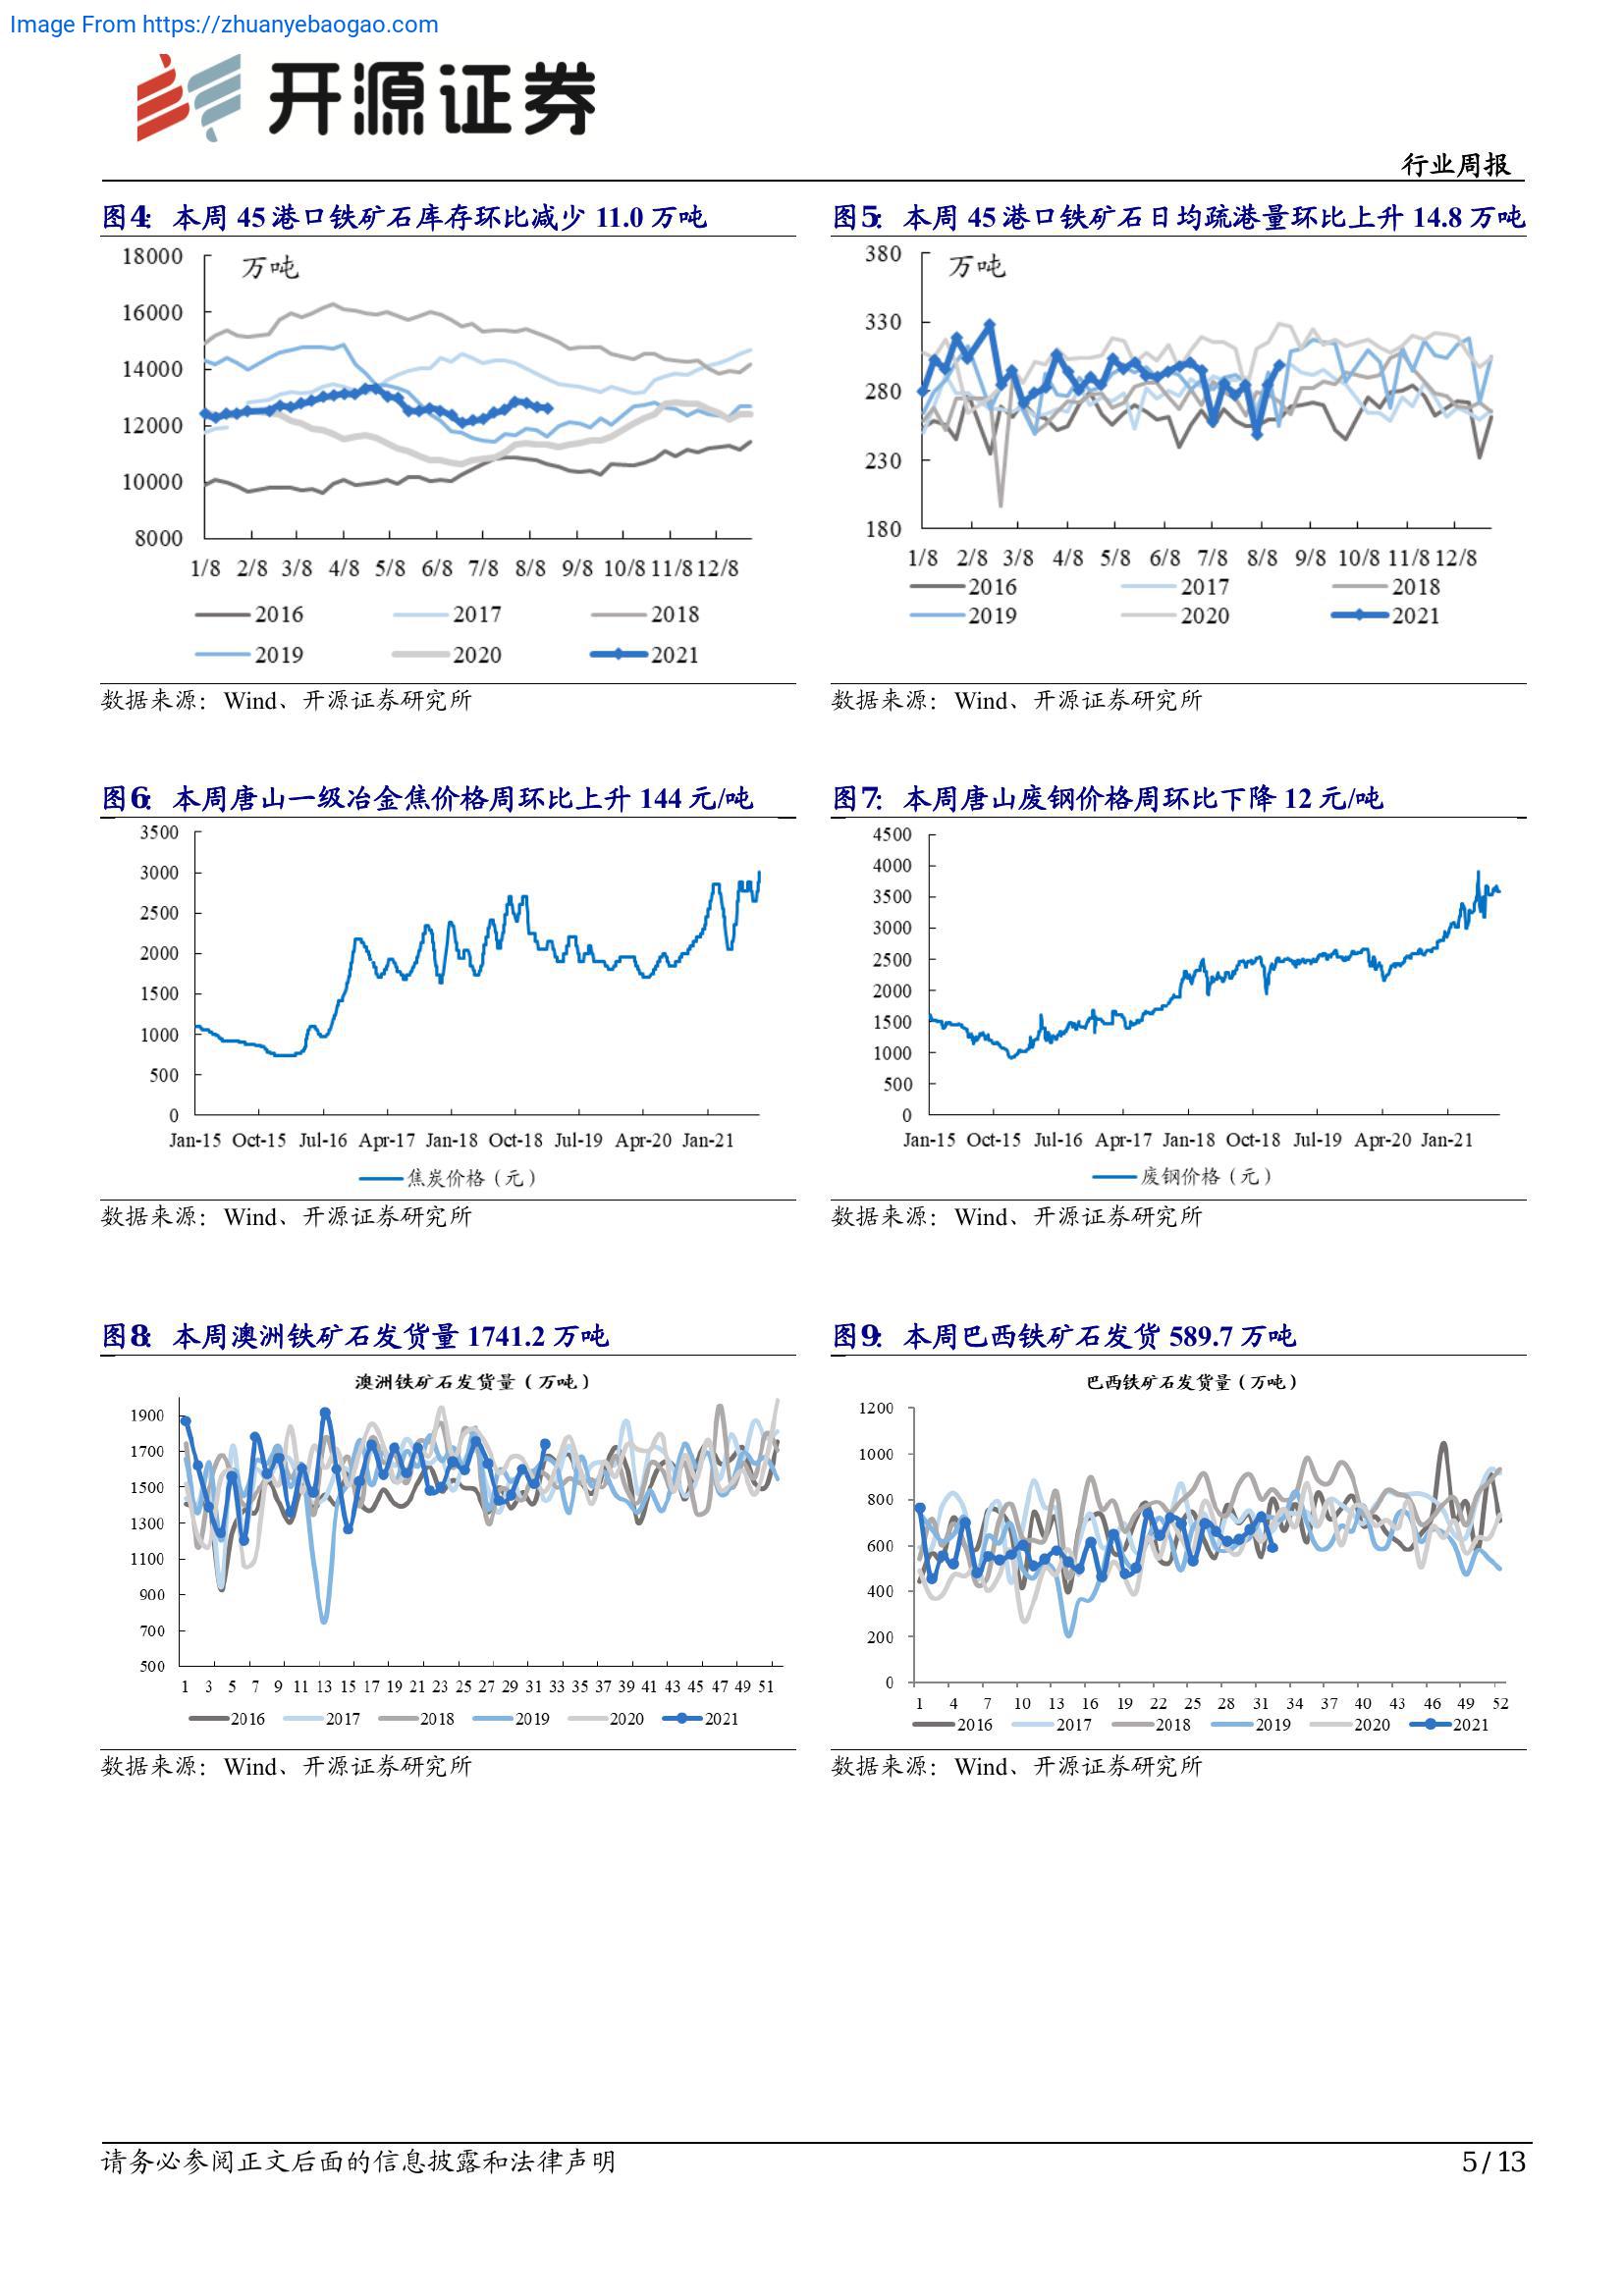 Image From https://zhuanyebaogao.com
开源证券
行业周报
图4： 本周 45 港口铁矿石库存环比减少 11.0 万吨
18000
16000
14000
12000
10000
8000
万吨
1/8 2/8 3/8 4/8 5/8 6/8 7/8 8/8 9/8 10/8 11/8 12/8
2016 2017 2018
2019 2020 2021
数据来源：Wind、开源证券研究所
图5： 本周 45 港口铁矿石日均疏港量环比上升 14.8 万吨
380
330
280
230
180
万吨
1/8 2/8 3/8 4/8 5/8 6/8 7/8 8/8 9/8 10/8 11/8 12/8
2016 2017 2018
2019 2020 2021
数据来源：Wind、开源证券研究所
图6： 本周唐山一级冶金焦价格周环比上升 144 元/吨
3500
3000
2500
2000
1500
1000
500
0
Jan-15 Oct-15 Jul-16 Apr-17 Jan-18 Oct-18 Jul-19 Apr-20 Jan-21
焦炭价格（元）
数据来源：Wind、开源证券研究所
图7： 本周唐山废钢价格周环比下降 12 元/吨
4500
4000
3500
3000
2500
2000
1500
1000
500
0
Jan-15 Oct-15 Jul-16 Apr-17 Jan-18 Oct-18 Jul-19 Apr-20 Jan-21
废钢价格（元）
数据来源：Wind、开源证券研究所
图8： 本周澳洲铁矿石发货量 1741.2 万吨
澳洲铁矿石发货量（万吨）
1900
1700
1500
1300
1100
900
700
500
1 3 5 7 9 11 13 15 17 19 21 23 25 27 29 31 33 35 37 39 41 43 45 47 49 51
2016 2017 2018 2019 2020 2021
数据来源：Wind、开源证券研究所
图9： 本周巴西铁矿石发货 589.7 万吨
巴西铁矿石发货量（万吨）
1200
1000
800
600
400
200
0
1 4 7 10 13 16 19 22 25 28 31 34 37 40 43 46 49 52
2016 2017 2018 2019 2020 2021
数据来源：Wind、开源证券研究所
请务必参阅正文后面的信息披露和法律声明
5 / 13